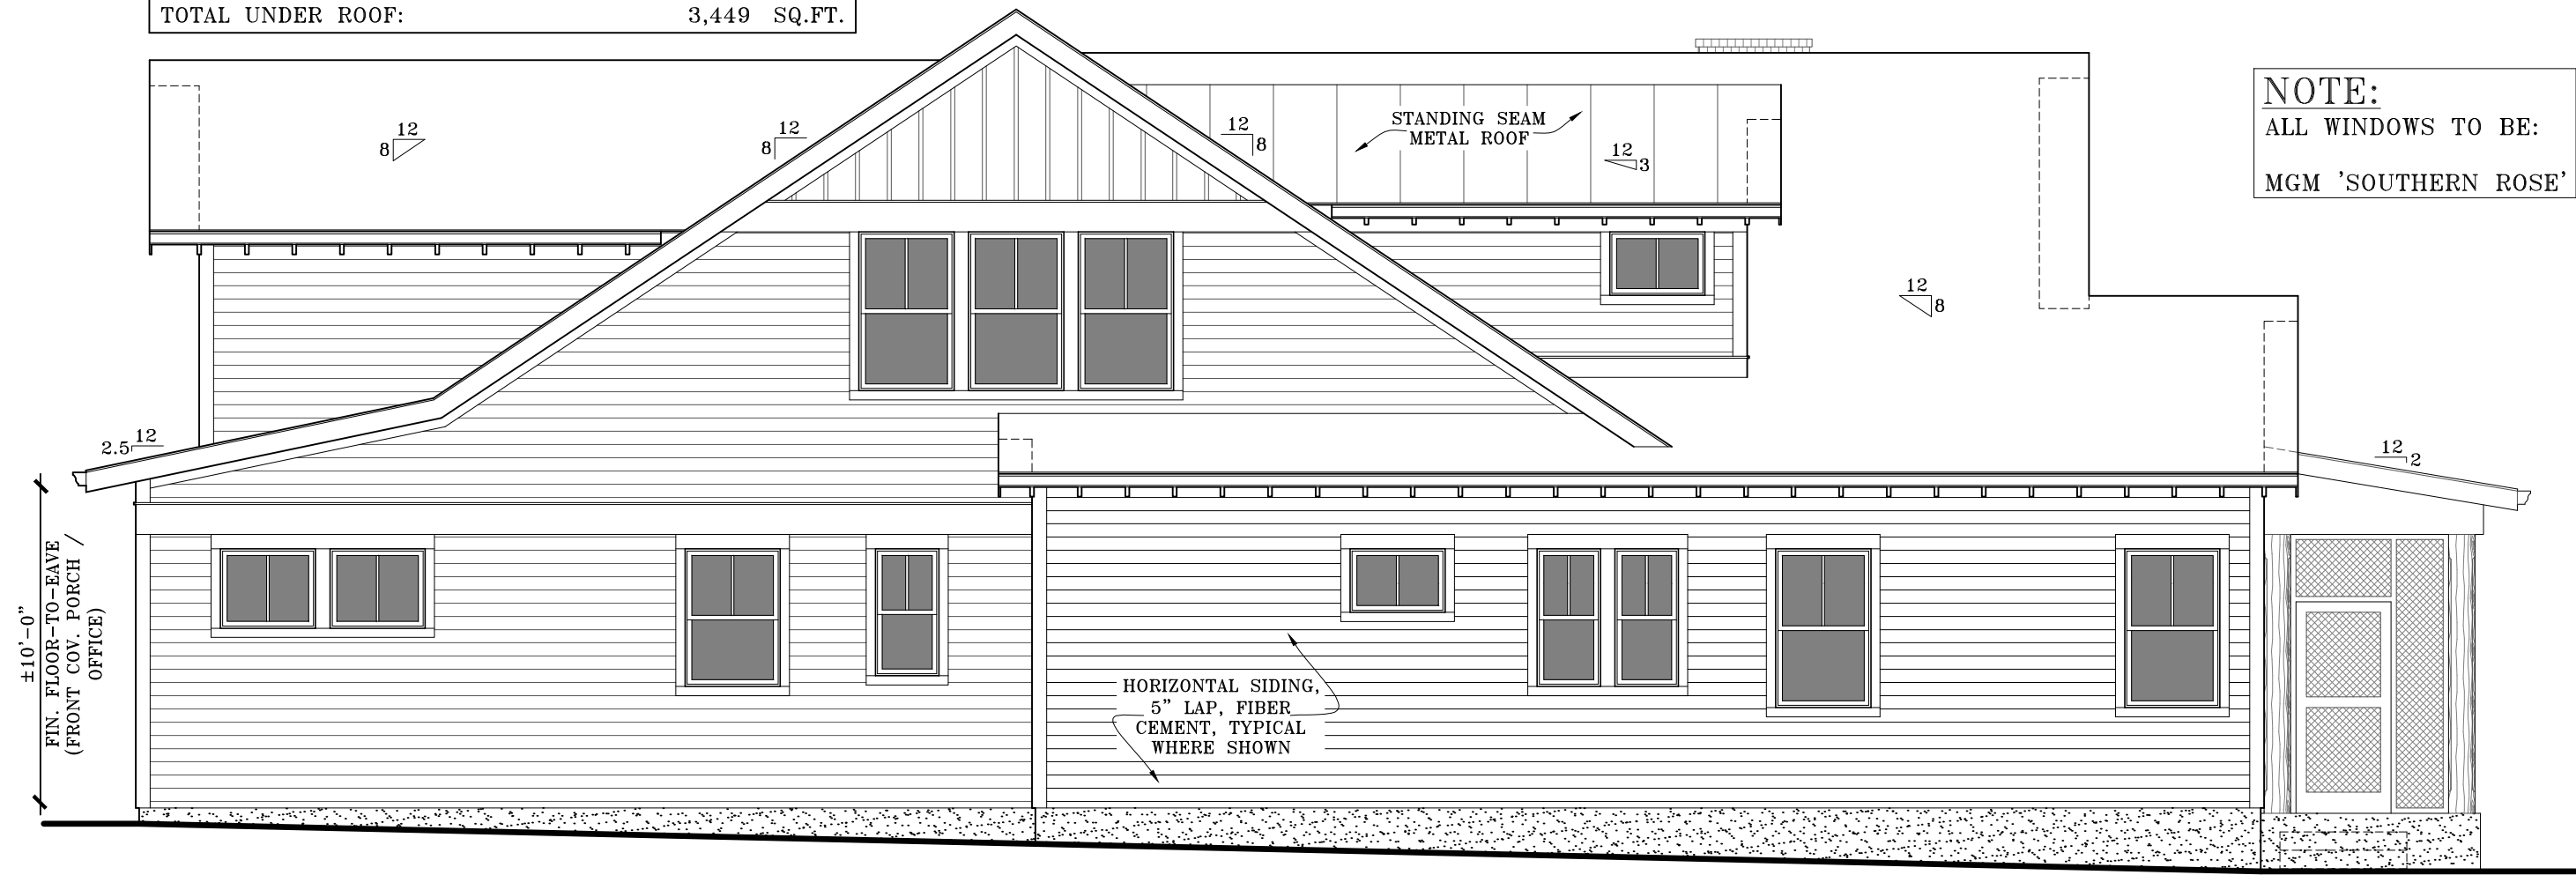 TOTAL UNDER ROOF: 3,449 SQ.FT.
NOTE:
ALL WINDOWS TO BE:
MGM 'SOUTHERN ROSE'
12
8
12
8
12
8
STANDING SEAM
METAL ROOF
12
3
12
8
12
2.5
12
2
±10'-0"
FIN. FLOOR-TO-EAVE
(FRONT COV. PORCH /
OFFICE)
HORIZONTAL SIDING,
5" LAP, FIBER
CEMENT, TYPICAL
WHERE SHOWN